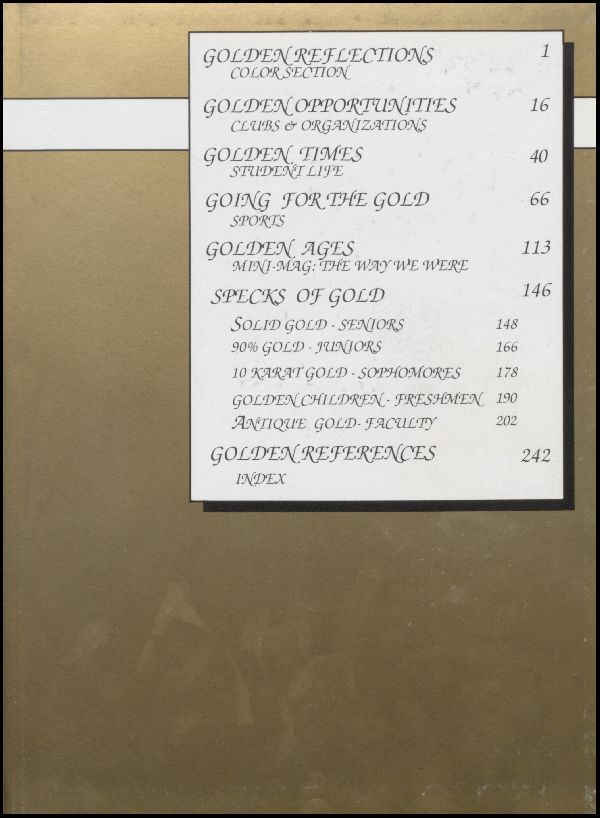 GOLDEN REFLECTIONS 1
COLOR SECTION
GOLDEN OPPORTUNITIES 16
CLUBS & ORGANIZATIONS
GOLDEN TIMES 40
STUDENT LIFE
GOING FOR THE GOLD 66
SPORTS
GOLDEN AGES 113
MINI-MAG: THE WAY WE WERE
SPECKS OF GOLD 146
SOLID GOLD - SENIORS 148
90% GOLD - JUNIORS 166
10 KARAT GOLD - SOPHOMORES 178
GOLDEN CHILDREN - FRESHMEN 190
ANTIQUE GOLD- FACULTY 202
GOLDEN REFERENCES 242
INDEX